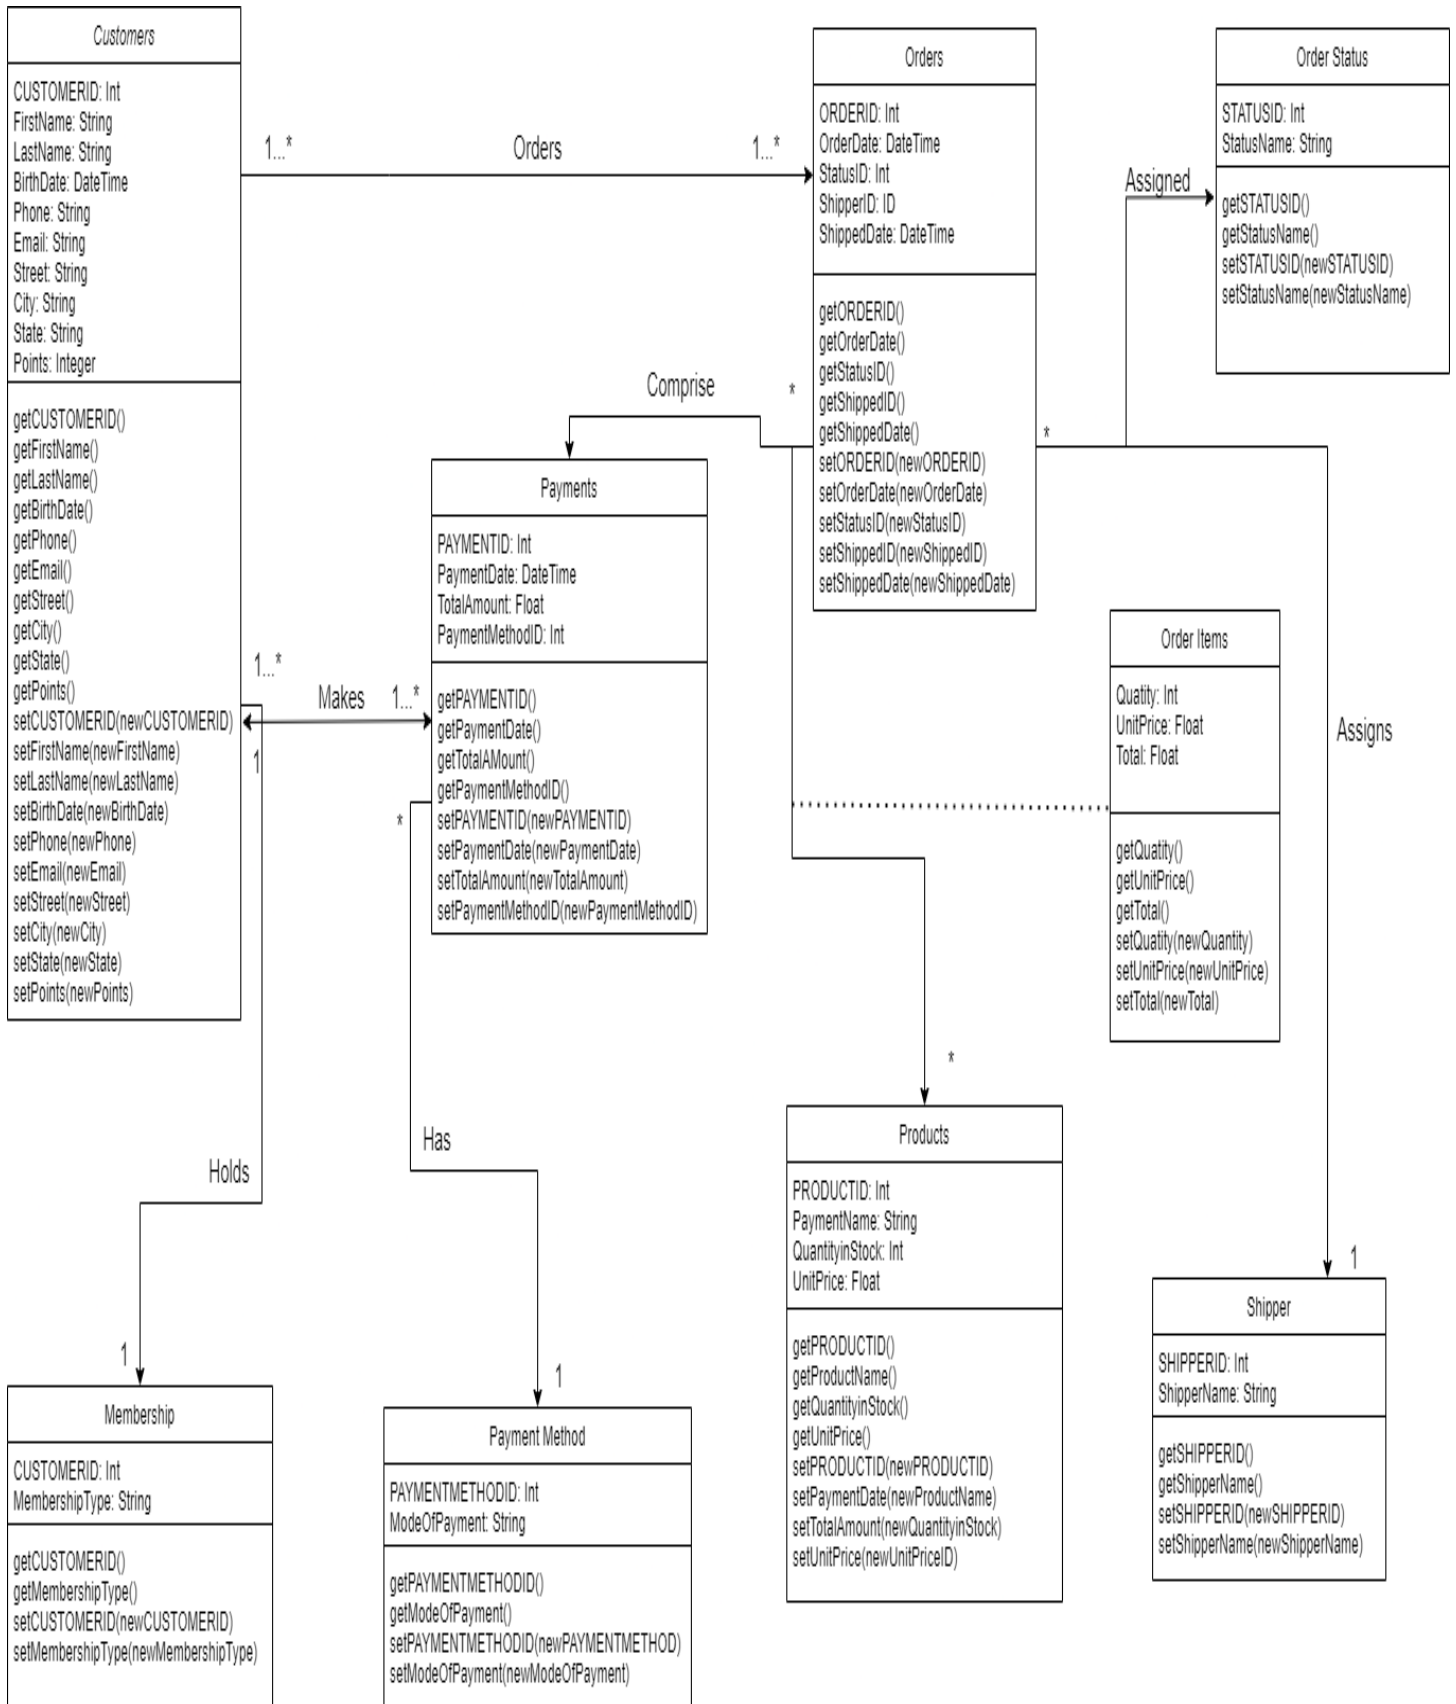 Customers
CUSTOMERID: Int
FirstName: String
LastName: String
BirthDate: DateTime
Phone: String
Email: String
Street: String
City: String
State: String
Points: Integer
getCUSTOMERID()
getFirstName()
getLastName()
getBirthDate()
getPhone()
getEmail()
getStreet()
getCity()
getState()
getPoints()
setCUSTOMERID(newCUSTOMERID)
setFirstName(newFirstName)
setLastName(newLastName)
setBirthDate(newBirthDate)
setPhone(newPhone)
setEmail(newEmail)
setStreet(newStreet)
setCity(newCity)
setState(newState)
setPoints(newPoints)
1...*
Orders
1...*
Orders
ORDERID: Int
OrderDate: DateTime
StatusID: Int
ShipperID: ID
ShippedDate: DateTime
getORDERID()
getOrderDate()
getStatusID()
getShippedID()
getShippedDate()
setORDERID(newORDERID)
setOrderDate(newOrderDate)
setStatusID(newStatusID)
setShippedID(newShippedID)
setShippedDate(newShippedDate)
Assigned
*
Order Status
STATUSID: Int
StatusName: String
getSTATUSID()
getStatusName()
setSTATUSID(newSTATUSID)
setStatusName(newStatusName)
Comprise
*
Payments
PAYMENTID: Int
PaymentDate: DateTime
TotalAmount: Float
PaymentMethodID: Int
getPAYMENTID()
getPaymentDate()
getTotalAMount()
getPaymentMethodID()
setPAYMENTID(newPAYMENTID)
setPaymentDate(newPaymentDate)
setTotalAmount(newTotalAmount)
setPaymentMethodID(newPaymentMethodID)
1...*
Makes
1...*
1
*
Order Items
Quatity: Int
UnitPrice: Float
Total: Float
getQuatity()
getUnitPrice()
getTotal()
setQuatity(newQuantity)
setUnitPrice(newUnitPrice)
setTotal(newTotal)
Assigns
*
Has
Holds
1
1
1
Membership
CUSTOMERID: Int
MembershipType: String
getCUSTOMERID()
getMembershipType()
setCUSTOMERID(newCUSTOMERID)
setMembershipType(newMembershipType)
Payment Method
PAYMENTMETHODID: Int
ModeOfPayment: String
getPAYMENTMETHODID()
getModeOfPayment()
setPAYMENTMETHODID(newPAYMENTMETHOD)
setModeOfPayment(newModeOfPayment)
Products
PRODUCTID: Int
PaymentName: String
QuantityinStock: Int
UnitPrice: Float
getPRODUCTID()
getProductName()
getQuantityinStock()
getUnitPrice()
setPRODUCTID(newPRODUCTID)
setPaymentDate(newProductName)
setTotalAmount(newQuantityinStock)
setUnitPrice(newUnitPriceID)
Shipper
SHIPPERID: Int
ShipperName: String
getSHIPPERID()
getShipperName()
setSHIPPERID(newSHIPPERID)
setShipperName(newShipperName)